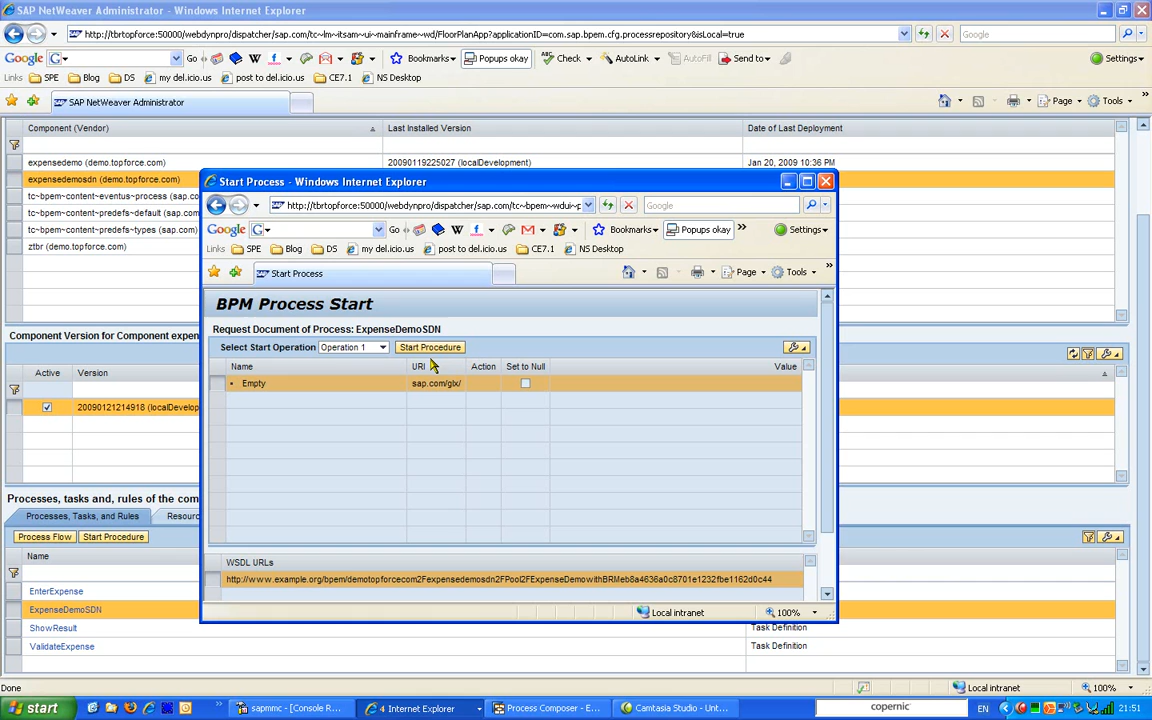 SAP NetWeaver Administrator - Windows Internet Explorer
http://tbrtopforce:50000/webdynpro/dispatcher/sap.com/tc~lm~itsam~ui~mainframe~wd/FloorPlanApp?applicationID=com.sap.bpem.cfg.processrepository&isLocal=true
Google
Google G Go Bookmarks Popups okay Check AutoLink AutoFill Send to Settings
Links SPE Blog DS my del.icio.us post to del.icio.us CE7.1 NS Desktop
SAP NetWeaver Administrator Page Tools
Component (Vendor) Last Installed Version Date of Last Deployment
expensedemo (demo.topforce.com) 20090119225027 (localDevelopment) Jan 20, 2009 10:36 PM
expensedemosdn (demo.topforce.com)
tc~bpem~content~eventus~process (sap.co
tc~bpem~content~predefs~default (sap.co
tc~bpem~content~predefs~types (sap.co
ztbr (demo.topforce.com)
Component Version for Component expen
Active Version
20090121214918 (localDevelop
Processes, tasks and, rules of the com
Processes, Tasks, and Rules Resour
Process Flow Start Procedure
Name
EnterExpense
ExpenseDemoSDN
ShowResult Task Definition
ValidateExpense Task Definition
Start Process - Windows Internet Explorer
http://tbrtopforce:50000/webdynpro/dispatcher/sap.com/tc~bpem~wdui~p
Google
Google G Go Bookmarks Popups okay » Settings
Links SPE Blog DS my del.icio.us post to del.icio.us CE7.1 NS Desktop
Start Process Page Tools
BPM Process Start
Request Document of Process: ExpenseDemoSDN
Select Start Operation Operation 1 Start Procedure
Name URI Action Set to Null Value
Empty sap.com/glx/
WSDL URLs
http://www.example.org/bpem/demotopforcecom2Fexpensedemosdn2FPool2FExpenseDemowithBRMeb8a4636a0c8701e1232fbe1162d0c44
Local intranet 100%
Done Local intranet 100%
start sapmmc - [Console R... 4 Internet Explorer Process Composer - E... Camtasia Studio - Unt... copernic 21:51